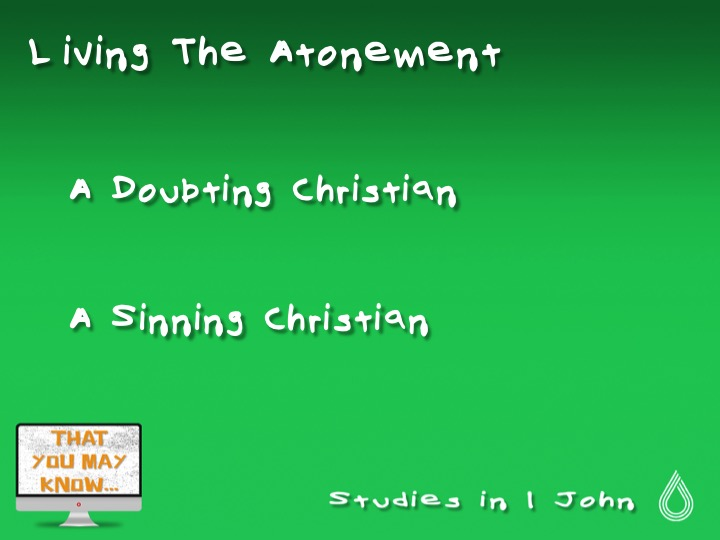 Living The Atonement
A Doubting Christian
A Sinning Christian
THAT
YOU MAY
KNOW...
Studies in 1 John